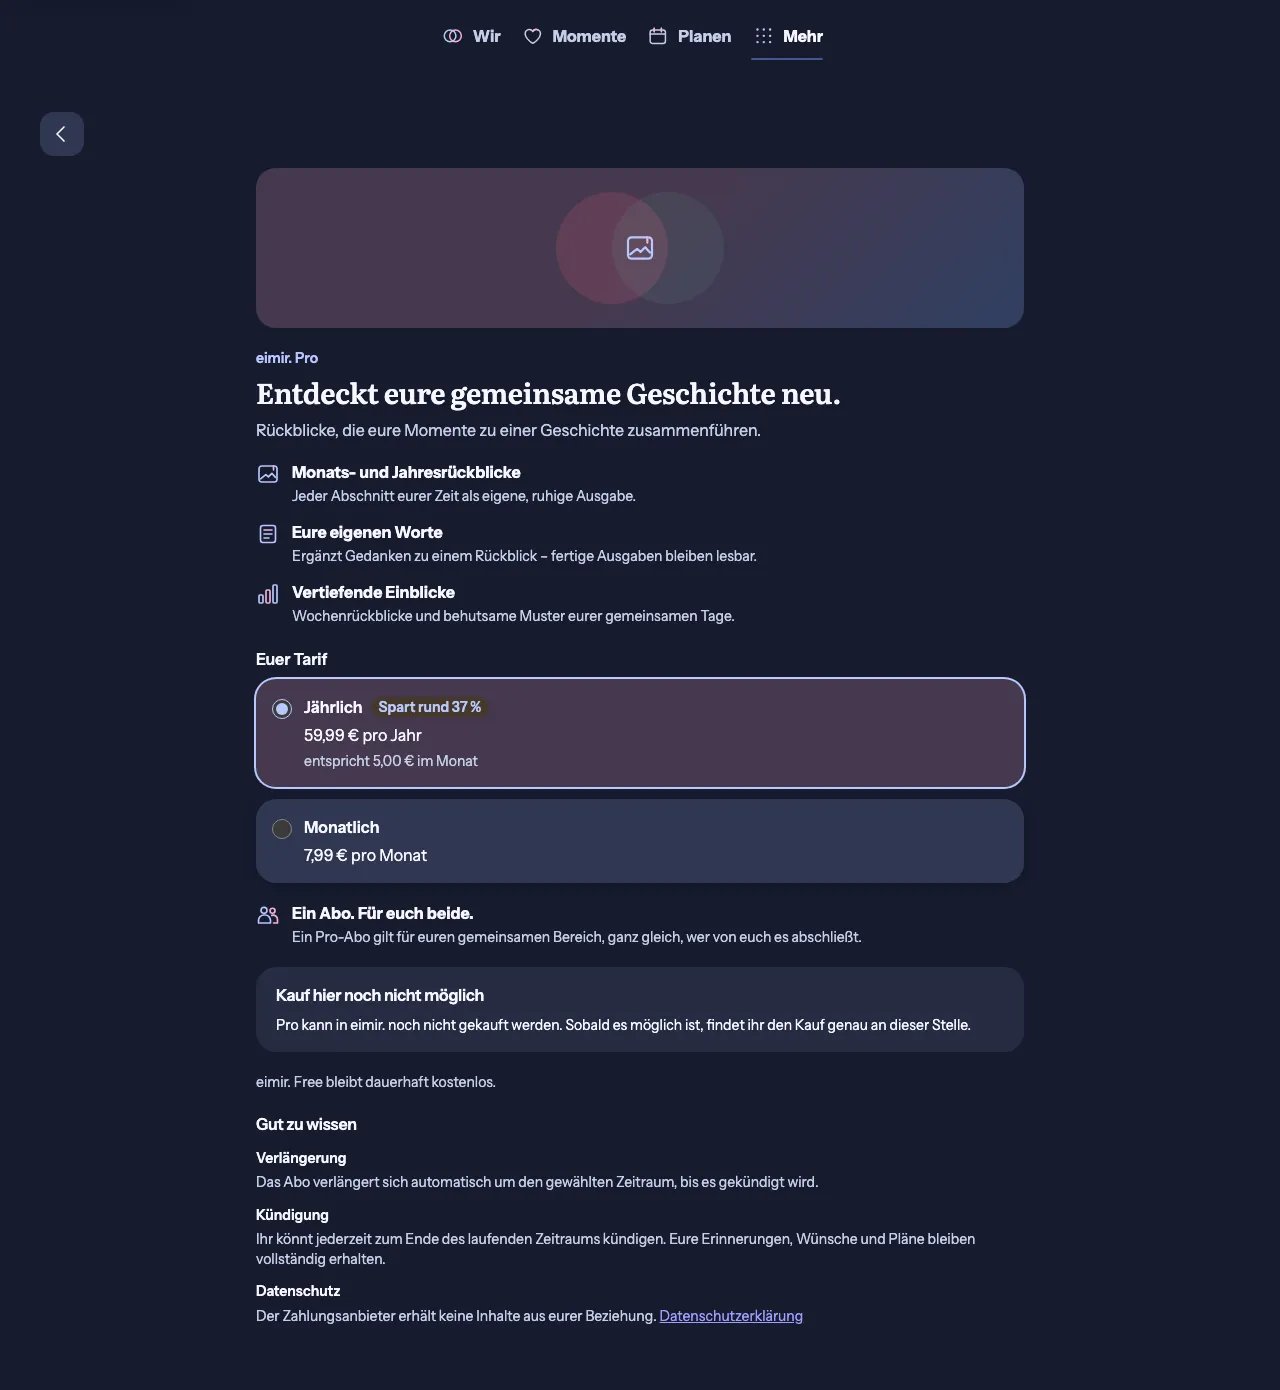 Wir
Momente
Planen
Mehr
eimir. Pro
Entdeckt eure gemeinsame Geschichte neu.
Rückblicke, die eure Momente zu einer Geschichte zusammenführen.
Monats- und Jahresrückblicke
Jeder Abschnitt eurer Zeit als eigene, ruhige Ausgabe.
Eure eigenen Worte
Ergänzt Gedanken zu einem Rückblick – fertige Ausgaben bleiben lesbar.
Vertiefende Einblicke
Wochenrückblicke und behutsame Muster eurer gemeinsamen Tage.
Euer Tarif
Jährlich Spart rund 37 %
59,99 € pro Jahr
entspricht 5,00 € im Monat
Monatlich
7,99 € pro Monat
Ein Abo. Für euch beide.
Ein Pro-Abo gilt für euren gemeinsamen Bereich, ganz gleich, wer von euch es abschließt.
Kauf hier noch nicht möglich
Pro kann in eimir. noch nicht gekauft werden. Sobald es möglich ist, findet ihr den Kauf genau an dieser Stelle.
eimir. Free bleibt dauerhaft kostenlos.
Gut zu wissen
Verlängerung
Das Abo verlängert sich automatisch um den gewählten Zeitraum, bis es gekündigt wird.
Kündigung
Ihr könnt jederzeit zum Ende des laufenden Zeitraums kündigen. Eure Erinnerungen, Wünsche und Pläne bleiben
vollständig erhalten.
Datenschutz
Der Zahlungsanbieter erhält keine Inhalte aus eurer Beziehung. Datenschutzerklärung